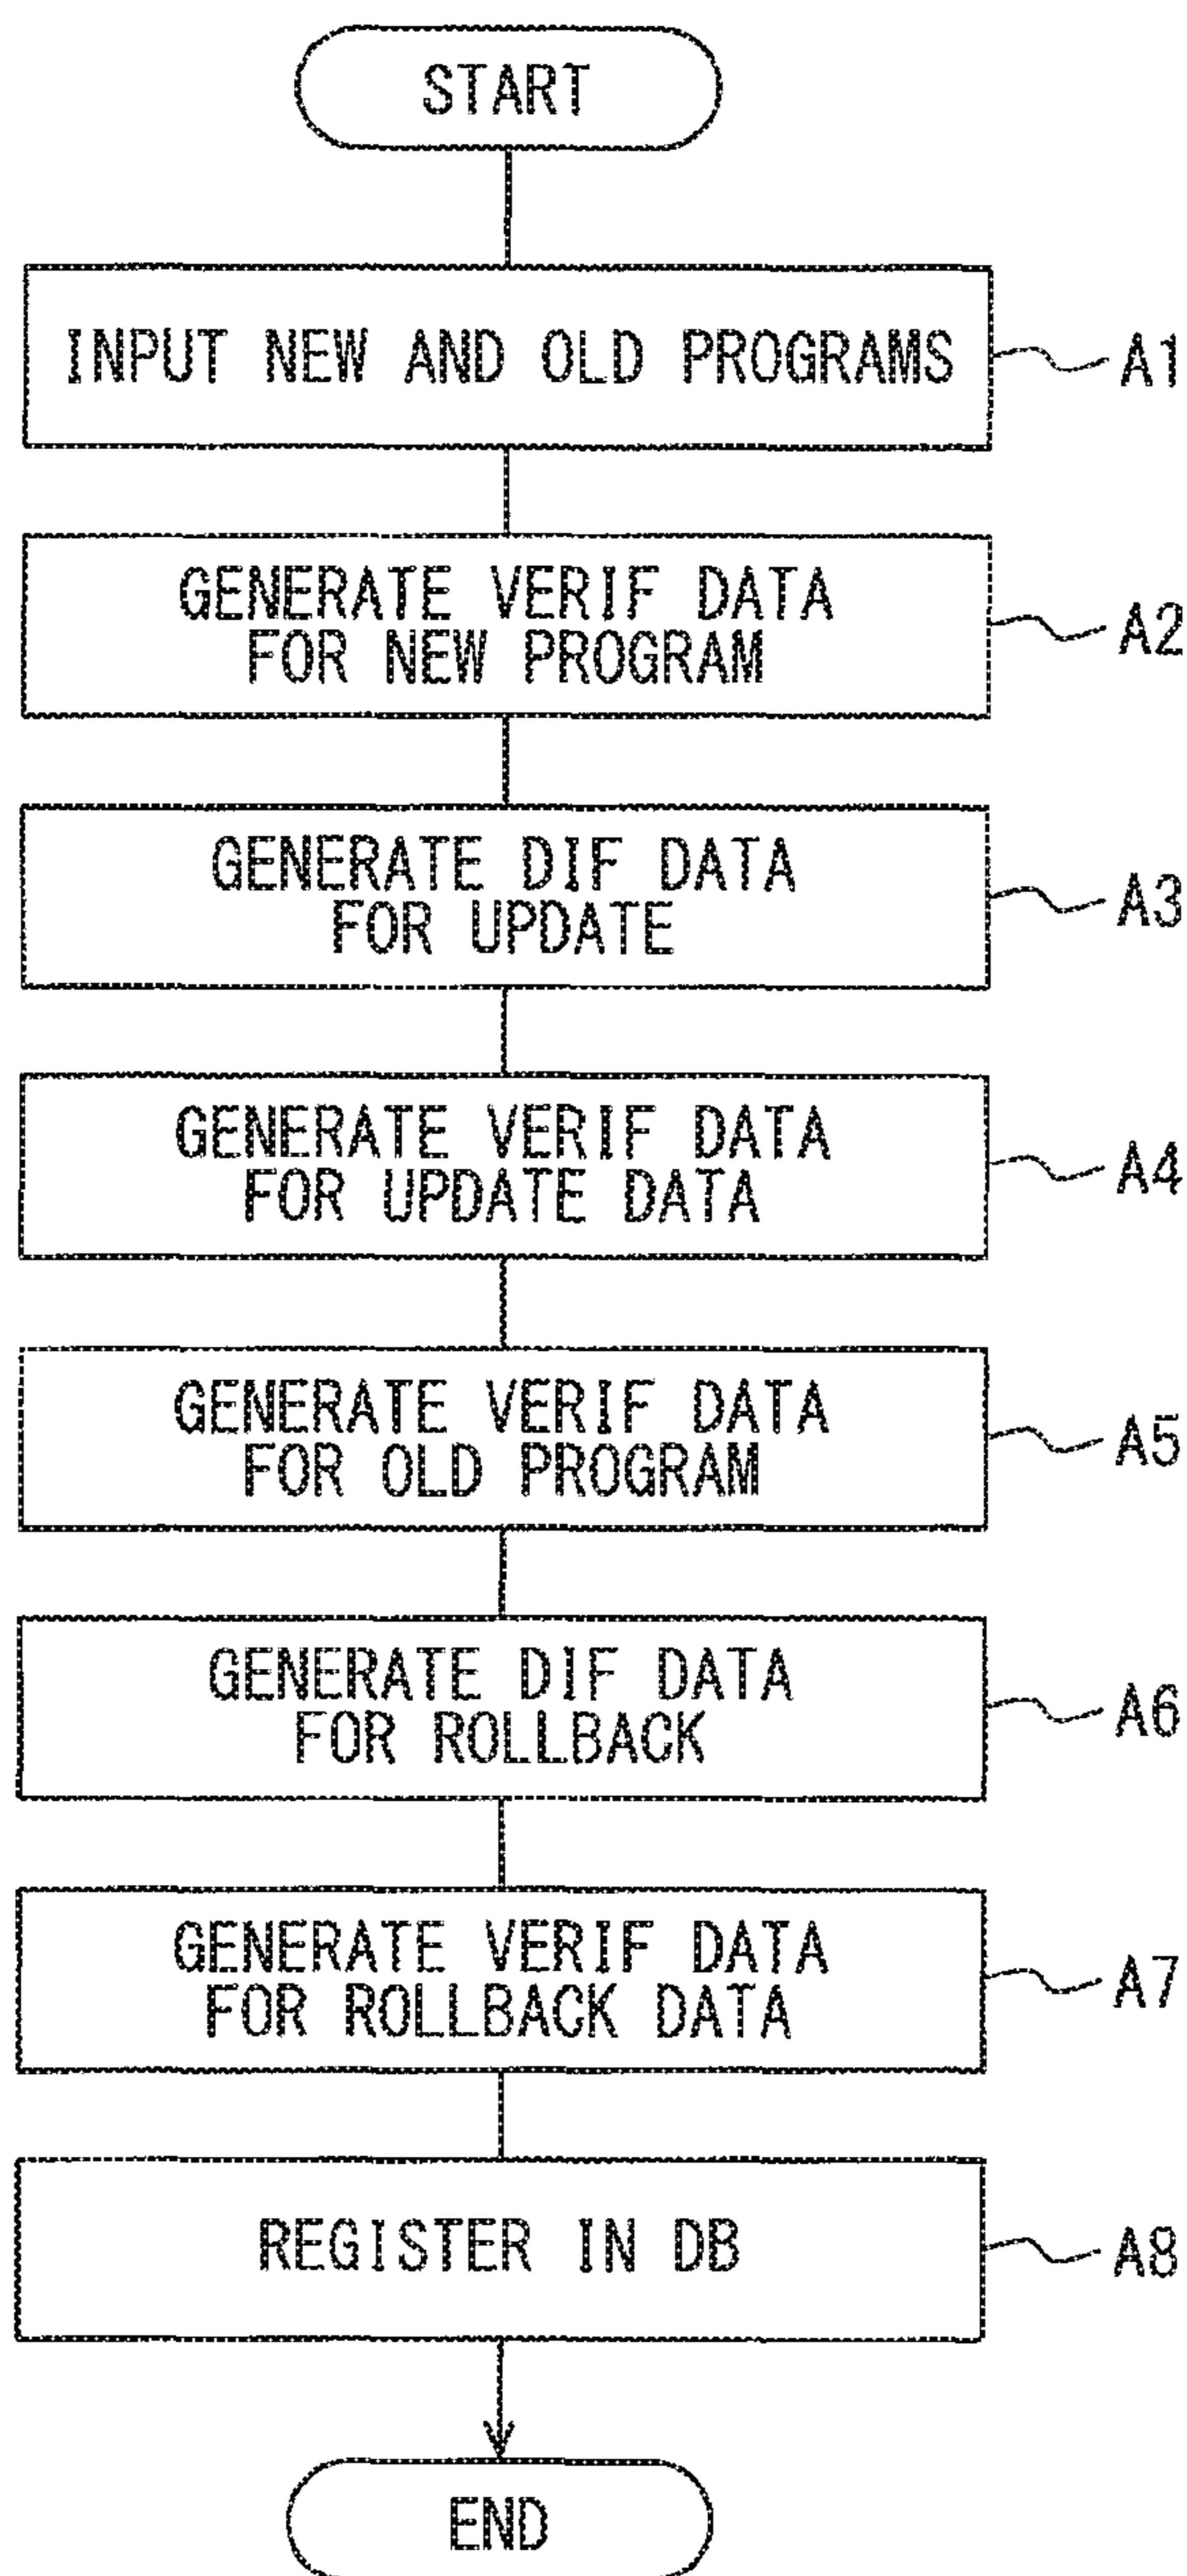 START
INPUT NEW AND OLD PROGRAMS
A1
GENERATE VERIF DATA
FOR NEW PROGRAM
A2
GENERATE DIF DATA
FOR UPDATE
A3
GENERATE VERIF DATA
FOR UPDATE DATA
A4
GENERATE VERIF DATA
FOR OLD PROGRAM
A5
GENERATE DIF DATA
FOR ROLLBACK
A6
GENERATE VERIF DATA
FOR ROLLBACK DATA
A7
REGISTER IN DB
A8
END